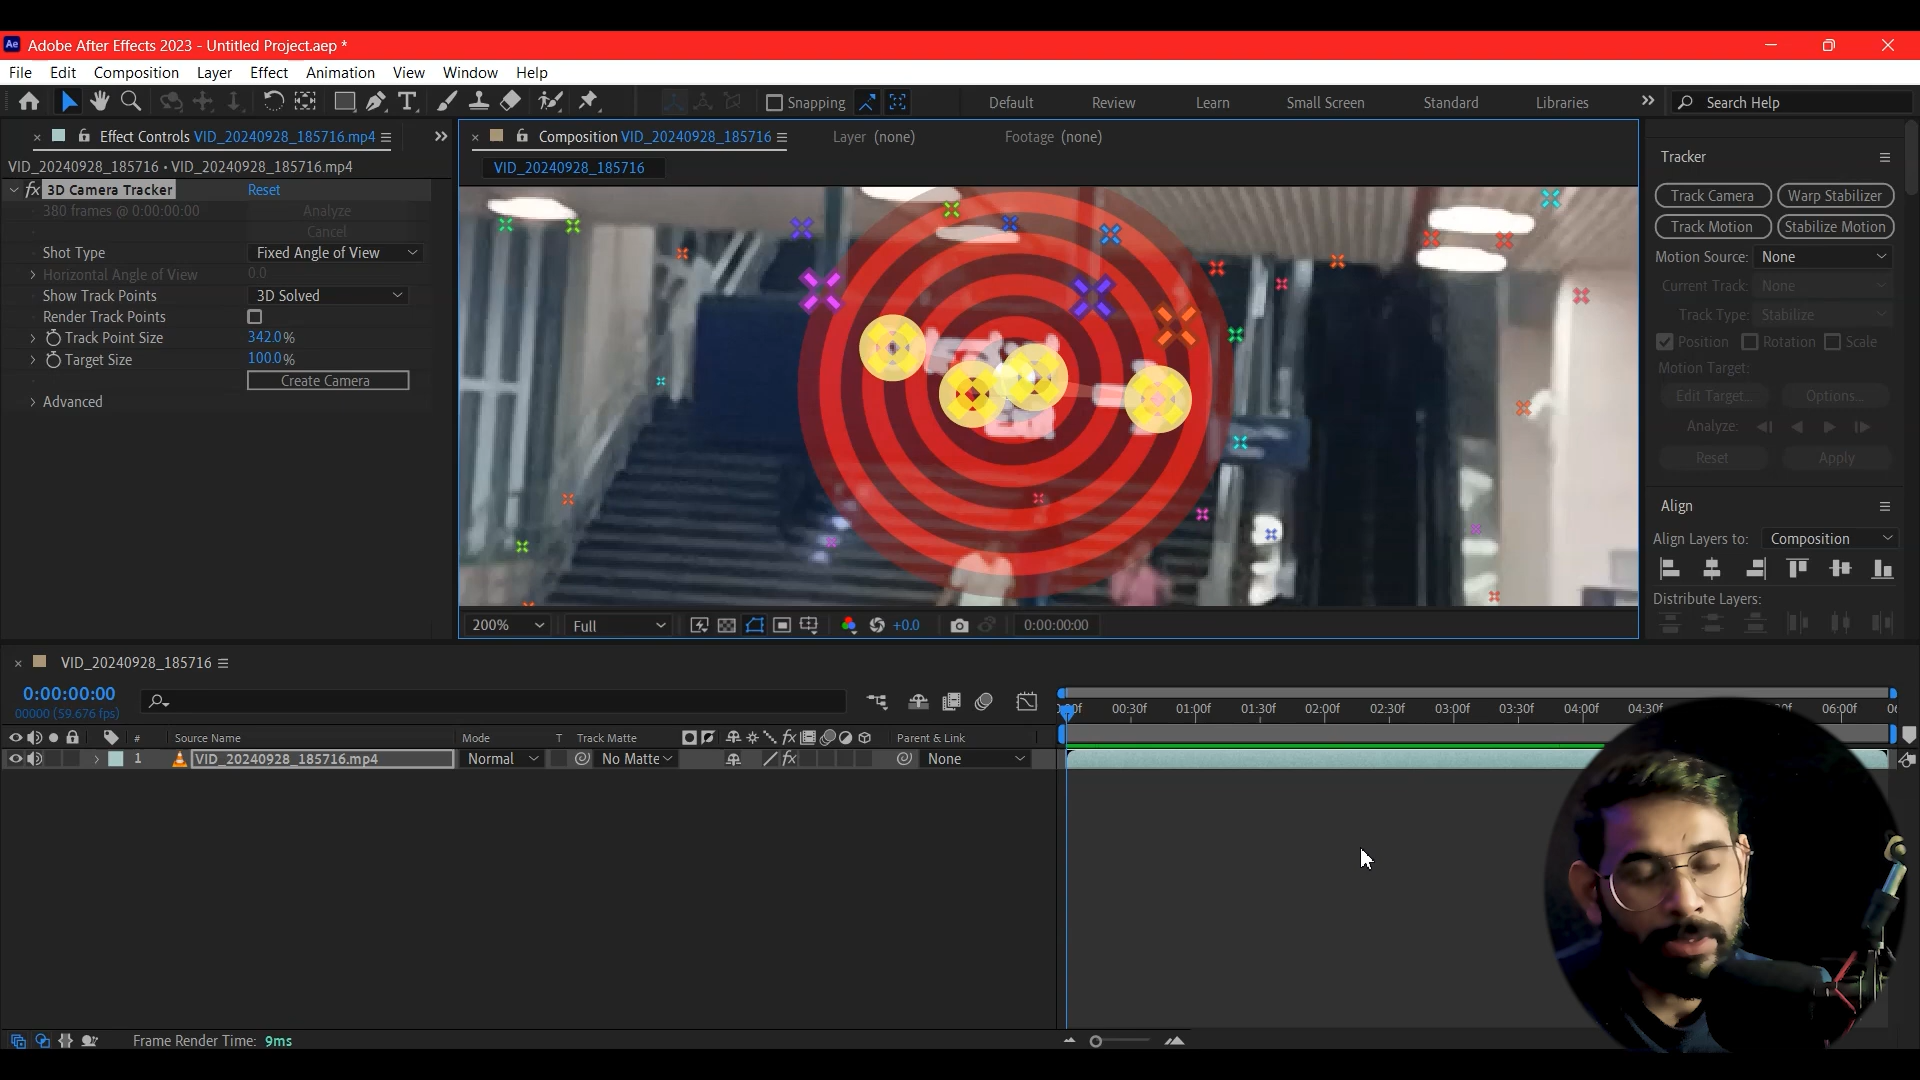 Ae Adobe After Effects 2023 - Untitled Project.aep *
File Edit Composition Layer Effect Animation View Window Help
Snapping Default Review Learn Small Screen Standard Libraries Search Help
Effect Controls VID_20240928_185716.mp4
Composition VID_20240928_185716
Layer (none)
Footage (none)
Tracker
VID_20240928_185716 • VID_20240928_185716.mp4
VID_20240928_185716
fx 3D Camera Tracker Reset
380 frames @ 0:00:00:00 Analyze
Cancel
Shot Type Fixed Angle of View
Horizontal Angle of View 0.0
Show Track Points 3D Solved
Render Track Points
Track Point Size 342.0%
Target Size 100.0%
Create Camera
Advanced
Track Camera Warp Stabilizer
Track Motion Stabilize Motion
Motion Source: None
Current Track: None
Track Type: Stabilize
Position Rotation Scale
Motion Target:
Edit Target... Options...
Analyze:
Reset Apply
Align
Align Layers to: Composition
Distribute Layers:
200% Full +0.0 0:00:00:00
VID_20240928_185716
0:00:00:00
00000 (59.676 fps)
00:30f 01:00f 01:30f 02:00f 02:30f 03:00f 03:30f 04:00f 04:30f 06:00f
# Source Name Mode T Track Matte fx Parent & Link
1 VID_20240928_185716.mp4 Normal No Matte fx None
Frame Render Time: 9ms